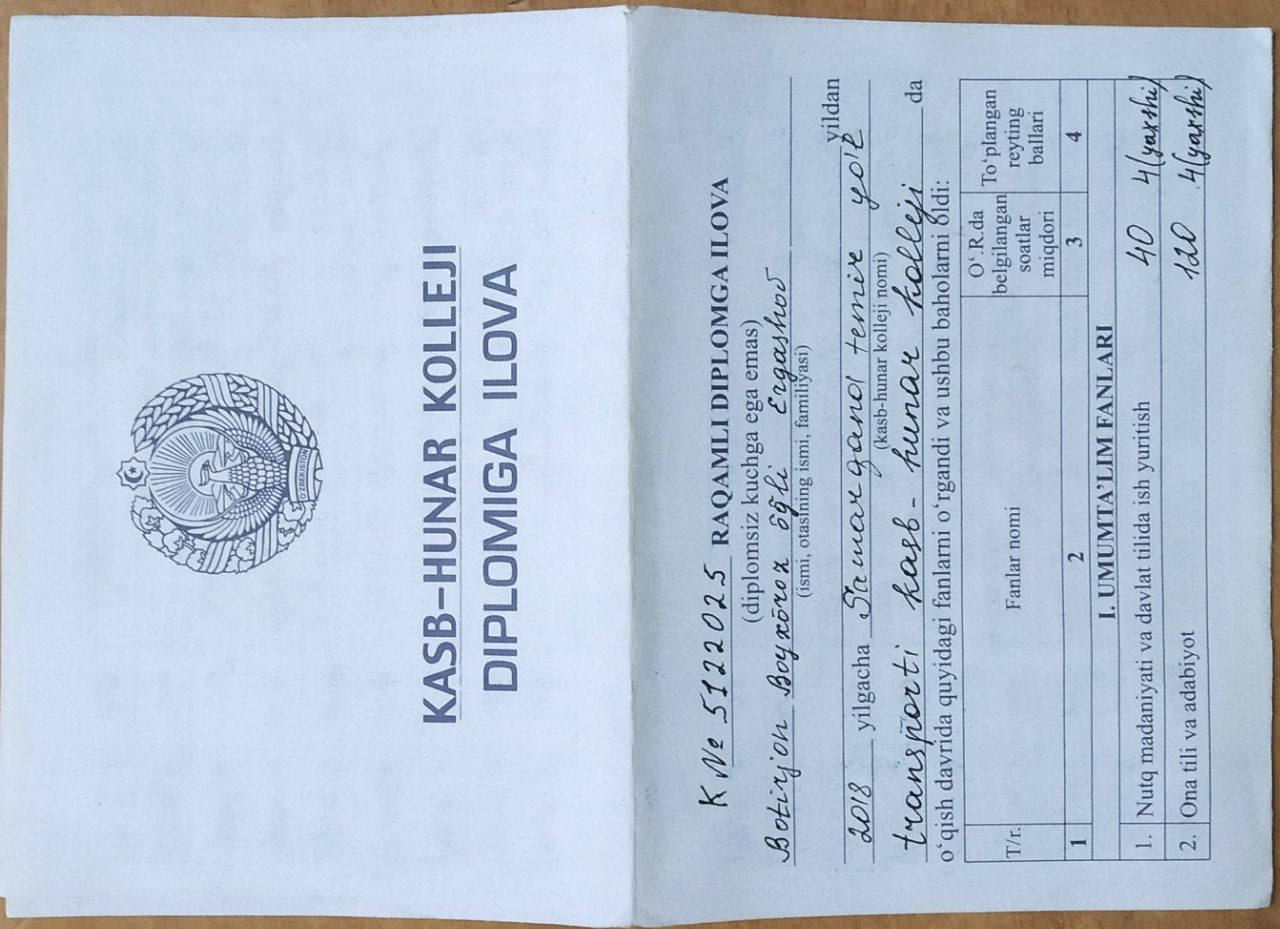 O'ZBEKISTON
KASB-HUNAR KOLLEJI
DIPLOMIGA ILOVA
K № 5122025 RAQAMLI DIPLOMGA ILOVA
(diplomsiz kuchga ega emas)
Botirjon Boyxõroz õg̃li Ergashov
(ismi, otasining ismi, familiyasi)
yildan
2018 yilgacha Samarqand temir yo'l
(kasb-hunar kolleji nomi)
transporti kasb-hunar kolleji da
o‘qish davrida quyidagi fanlarni o‘rgandi va ushbu baholarni oldi:
T/r. Fanlar nomi O‘.R.da belgilangan soatlar miqdori To‘plangan reyting ballari
1 2 3 4
I. UMUMTA’LIM FANLARI
1. Nutq madaniyati va davlat tilida ish yuritish 40 4(yaxshi)
2. Ona tili va adabiyot 120 4(yaxshi)